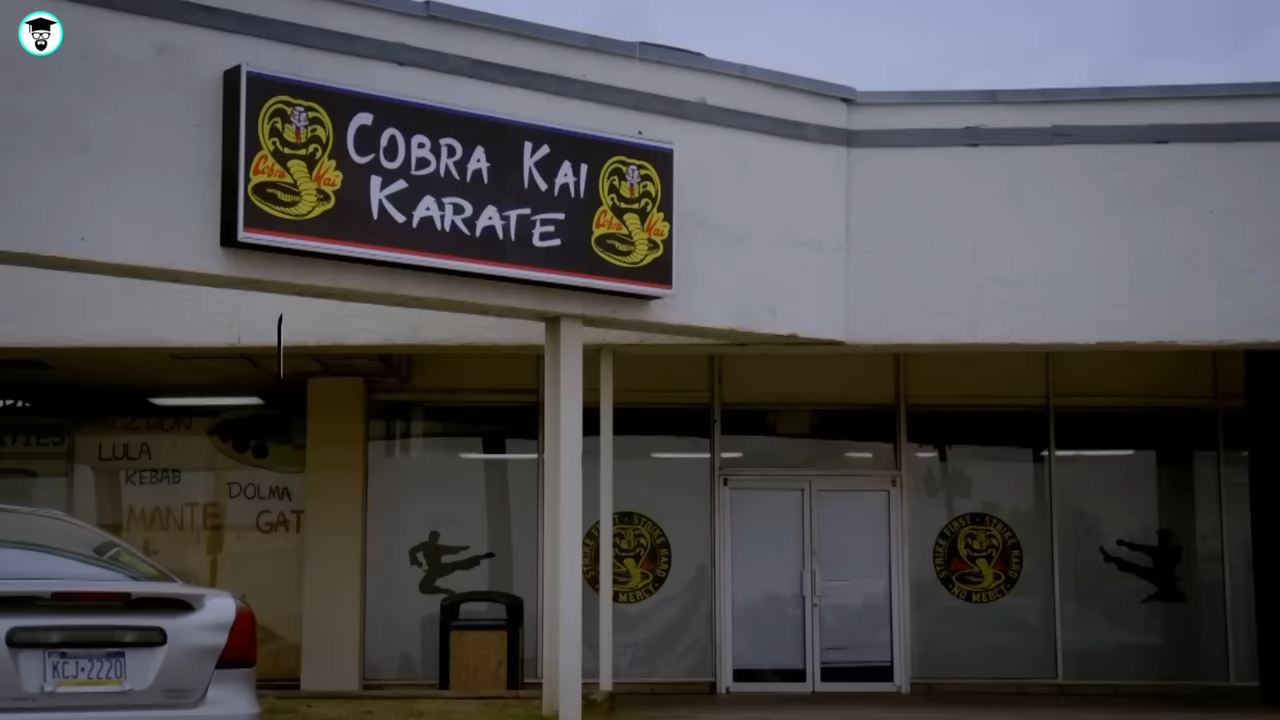 COBRA KAI
KARATE
Cobra Kai
Cobra Kai
LULA
KEBAB
DOLMA
MANTE
GAT
STRIKE FIRST · STRIKE HARD · NO MERCY ·
STRIKE FIRST · STRIKE HARD · NO MERCY ·
KCJ-2220